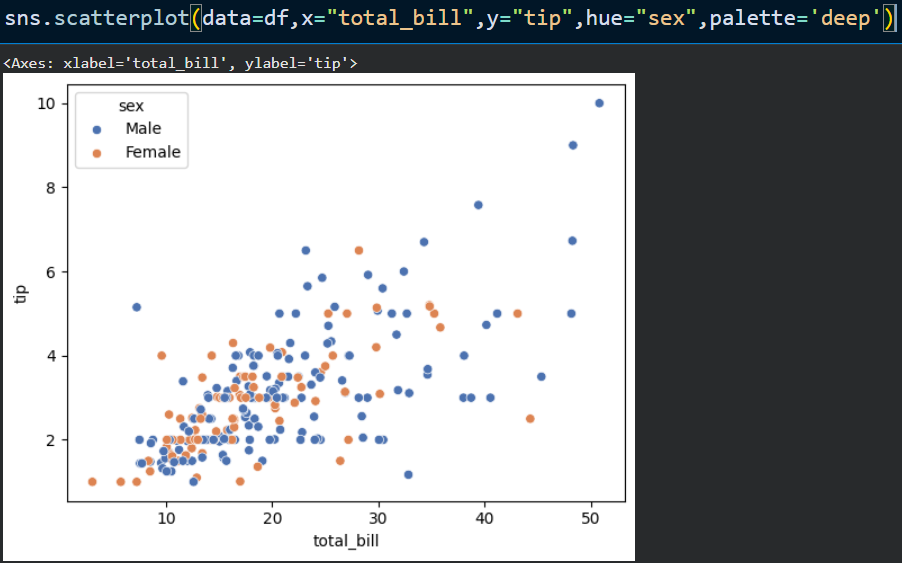 sns.scatterplot(data=df,x="total_bill",y="tip",hue="sex",palette='deep')
<Axes: xlabel='total_bill', ylabel='tip'>
sex
Male
Female
10
8
6
4
2
tip
10 20 30 40 50
total_bill